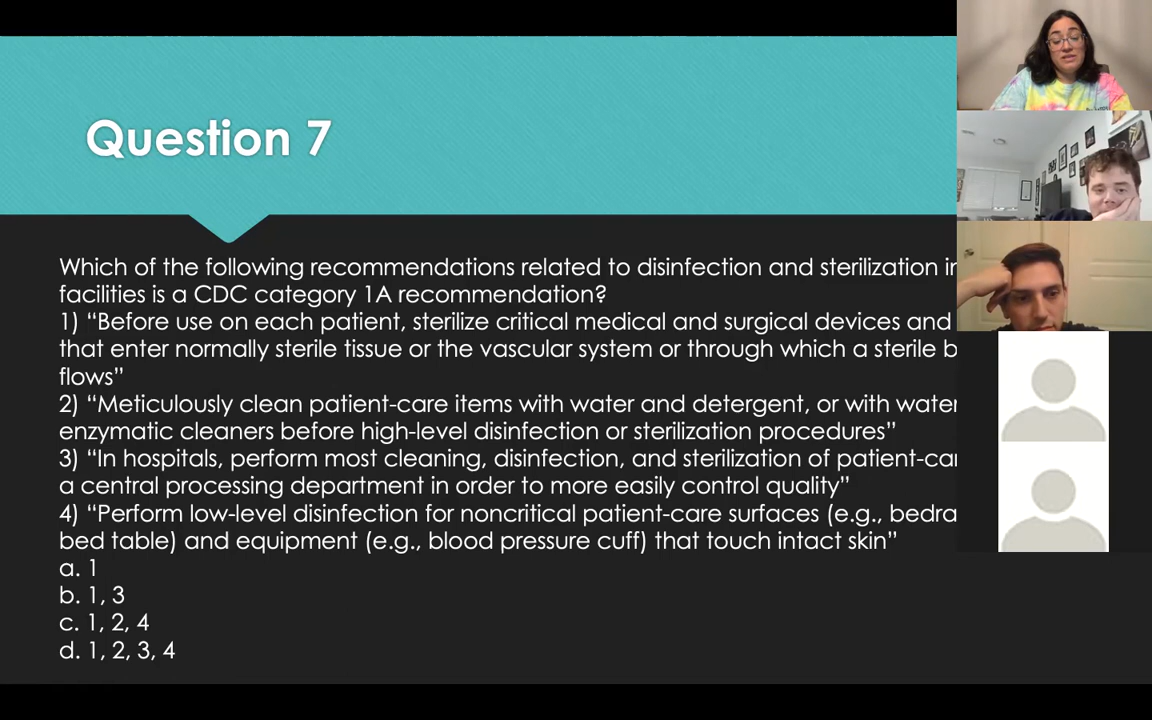 Question 7
Which of the following recommendations related to disinfection and sterilization in
facilities is a CDC category 1A recommendation?
1) “Before use on each patient, sterilize critical medical and surgical devices and
that enter normally sterile tissue or the vascular system or through which a sterile
flows”
2) “Meticulously clean patient-care items with water and detergent, or with water
enzymatic cleaners before high-level disinfection or sterilization procedures”
3) “In hospitals, perform most cleaning, disinfection, and sterilization of
a central processing department in order to more easily control quality”
4) “Perform low-level disinfection for noncritical patient-care surfaces (e.g.,
bed table) and equipment (e.g., blood pressure cuff) that touch intact skin”
a. 1
b. 1, 3
c. 1, 2, 4
d. 1, 2, 3, 4